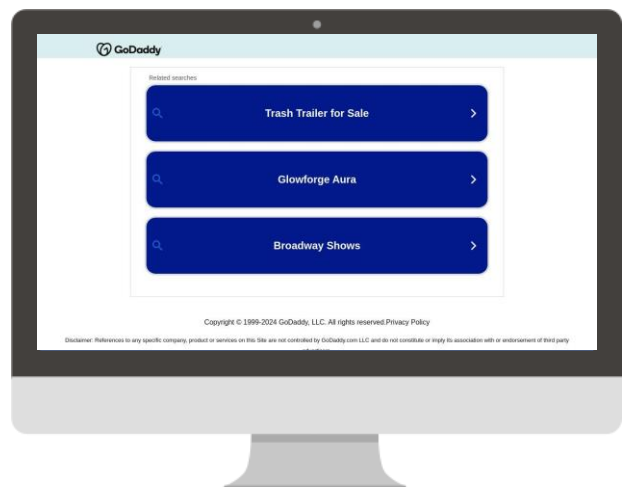 GoDaddy
Related searches
Trash Trailer for Sale
Glowforge Aura
Broadway Shows
Copyright © 1999-2024 GoDaddy, LLC. All rights reserved.Privacy Policy
Disclaimer: References to any specific company, product or services on this Site are not controlled by GoDaddy.com LLC and do not constitute or imply its association with or endorsement of third party